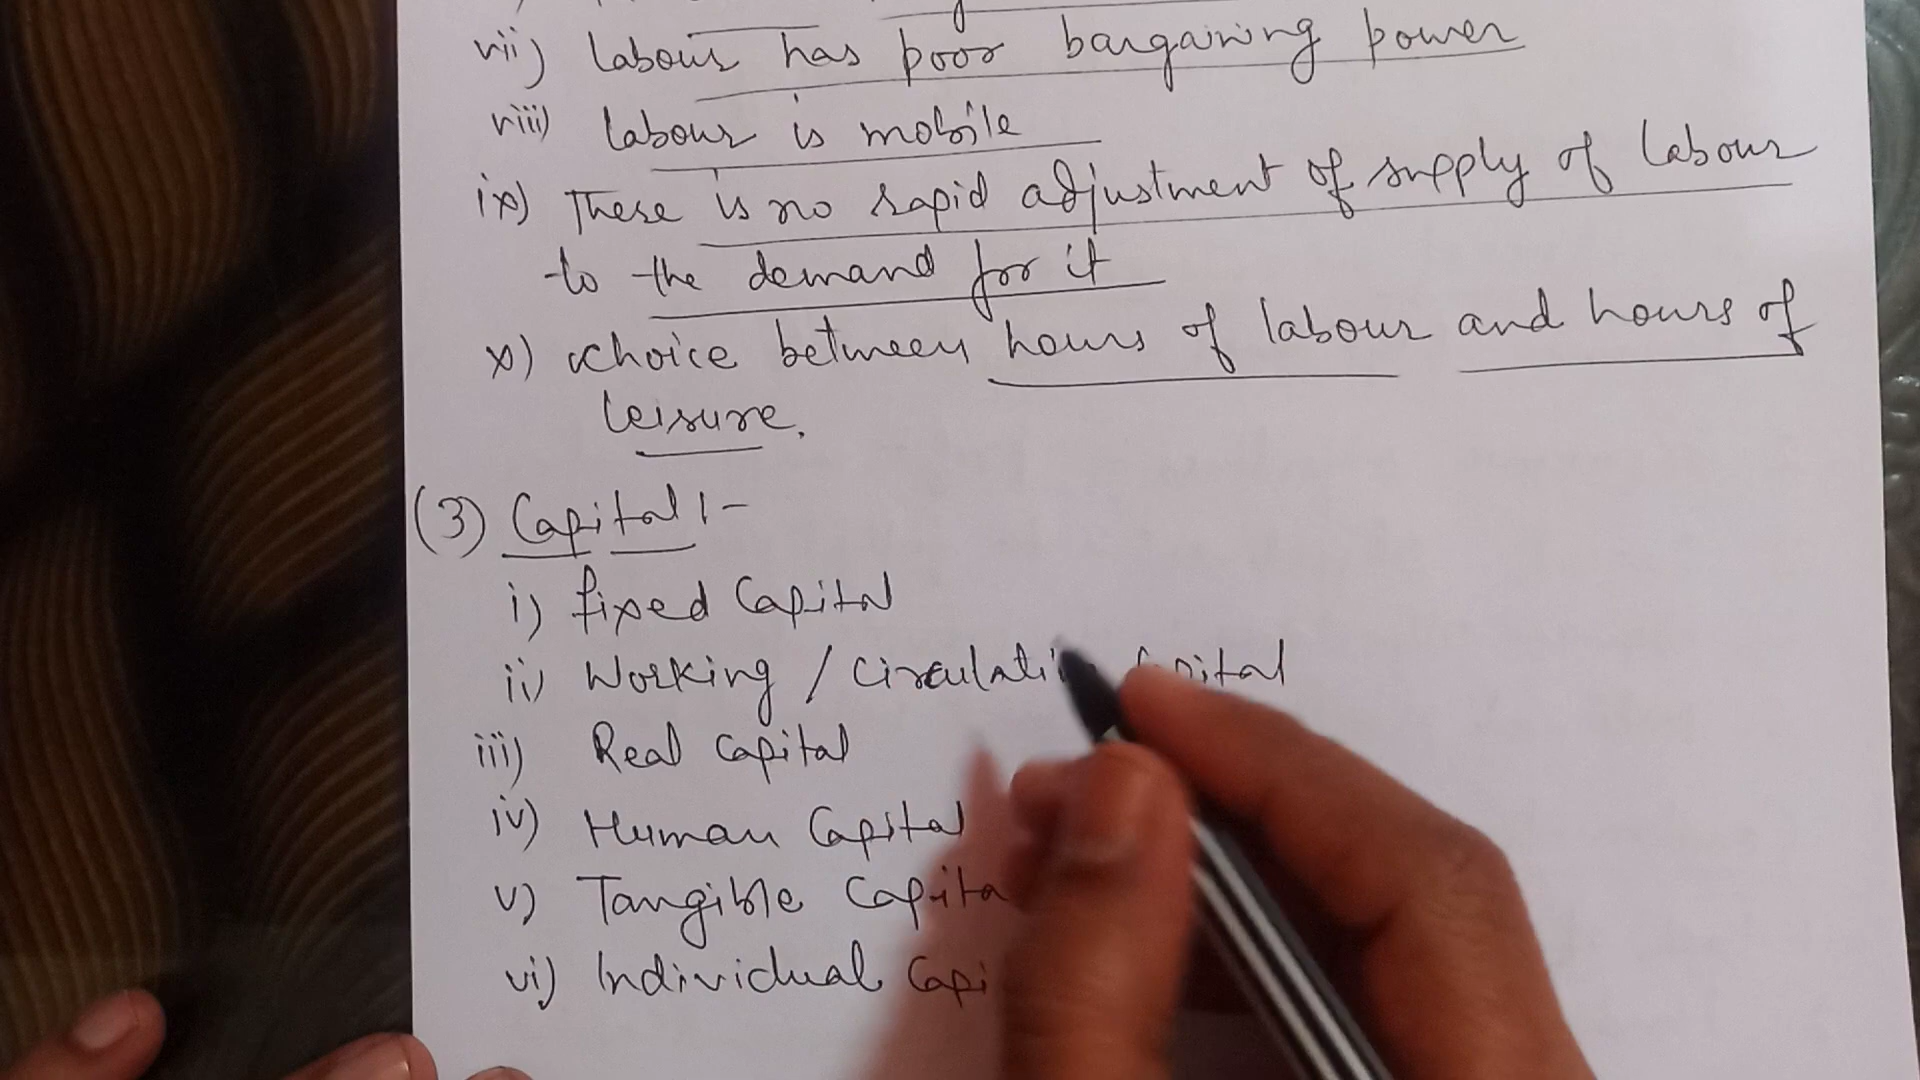 vii) labour has poor bargaining power
viii) labour is mobile
ix) There is no rapid adjustment of supply of labour
to the demand for it
x) choice between hours of labour and hours of
leisure.
(3) Capital :-
i) fixed Capital
ii) Working / Capital
iii) Real Capital
iv) Human Capital
v) Tangible Capita
vi) Individual Capi